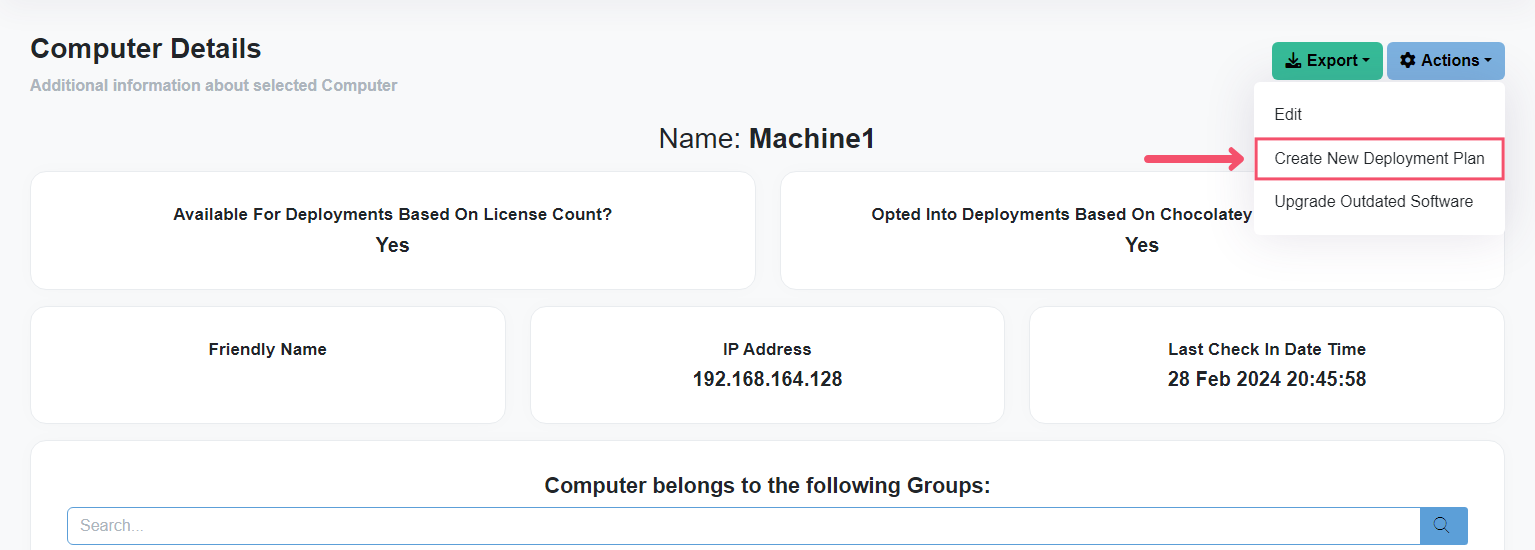 Computer Details
Additional information about selected Computer
Export
Actions
Edit
Create New Deployment Plan
Upgrade Outdated Software
Name: Machine1
Available For Deployments Based On License Count?
Yes
Opted Into Deployments Based On Chocolatey
Yes
Friendly Name
IP Address
192.168.164.128
Last Check In Date Time
28 Feb 2024 20:45:58
Computer belongs to the following Groups:
Search...